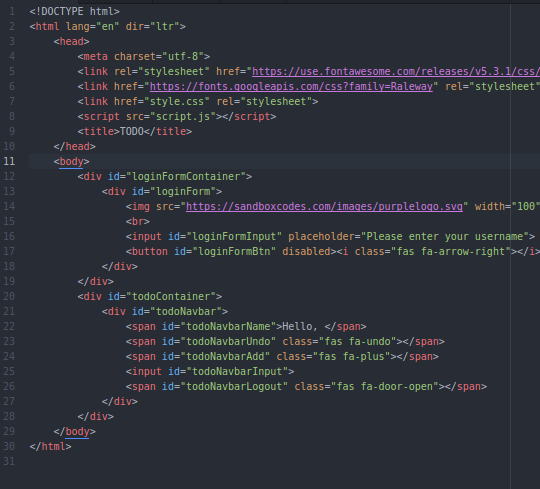 1 <!DOCTYPE html>
2 <html lang="en" dir="ltr">
3 <head>
4 <meta charset="utf-8">
5 <link rel="stylesheet" href="https://use.fontawesome.com/releases/v5.3.1/css/
6 <link href="https://fonts.googleapis.com/css?family=Raleway" rel="stylesheet"
7 <link href="style.css" rel="stylesheet">
8 <script src="script.js"></script>
9 <title>TODO</title>
10 </head>
11 <body>
12 <div id="loginFormContainer">
13 <div id="loginForm">
14 <img src="https://sandboxcodes.com/images/purplelogo.svg" width="100"
15 <br>
16 <input id="loginFormInput" placeholder="Please enter your username">
17 <button id="loginFormBtn" disabled><i class="fas fa-arrow-right"></i>
18 </div>
19 </div>
20 <div id="todoContainer">
21 <div id="todoNavbar">
22 <span id="todoNavbarName">Hello, </span>
23 <span id="todoNavbarUndo" class="fas fa-undo"></span>
24 <span id="todoNavbarAdd" class="fas fa-plus"></span>
25 <input id="todoNavbarInput">
26 <span id="todoNavbarLogout" class="fas fa-door-open"></span>
27 </div>
28 </div>
29 </body>
30 </html>
31